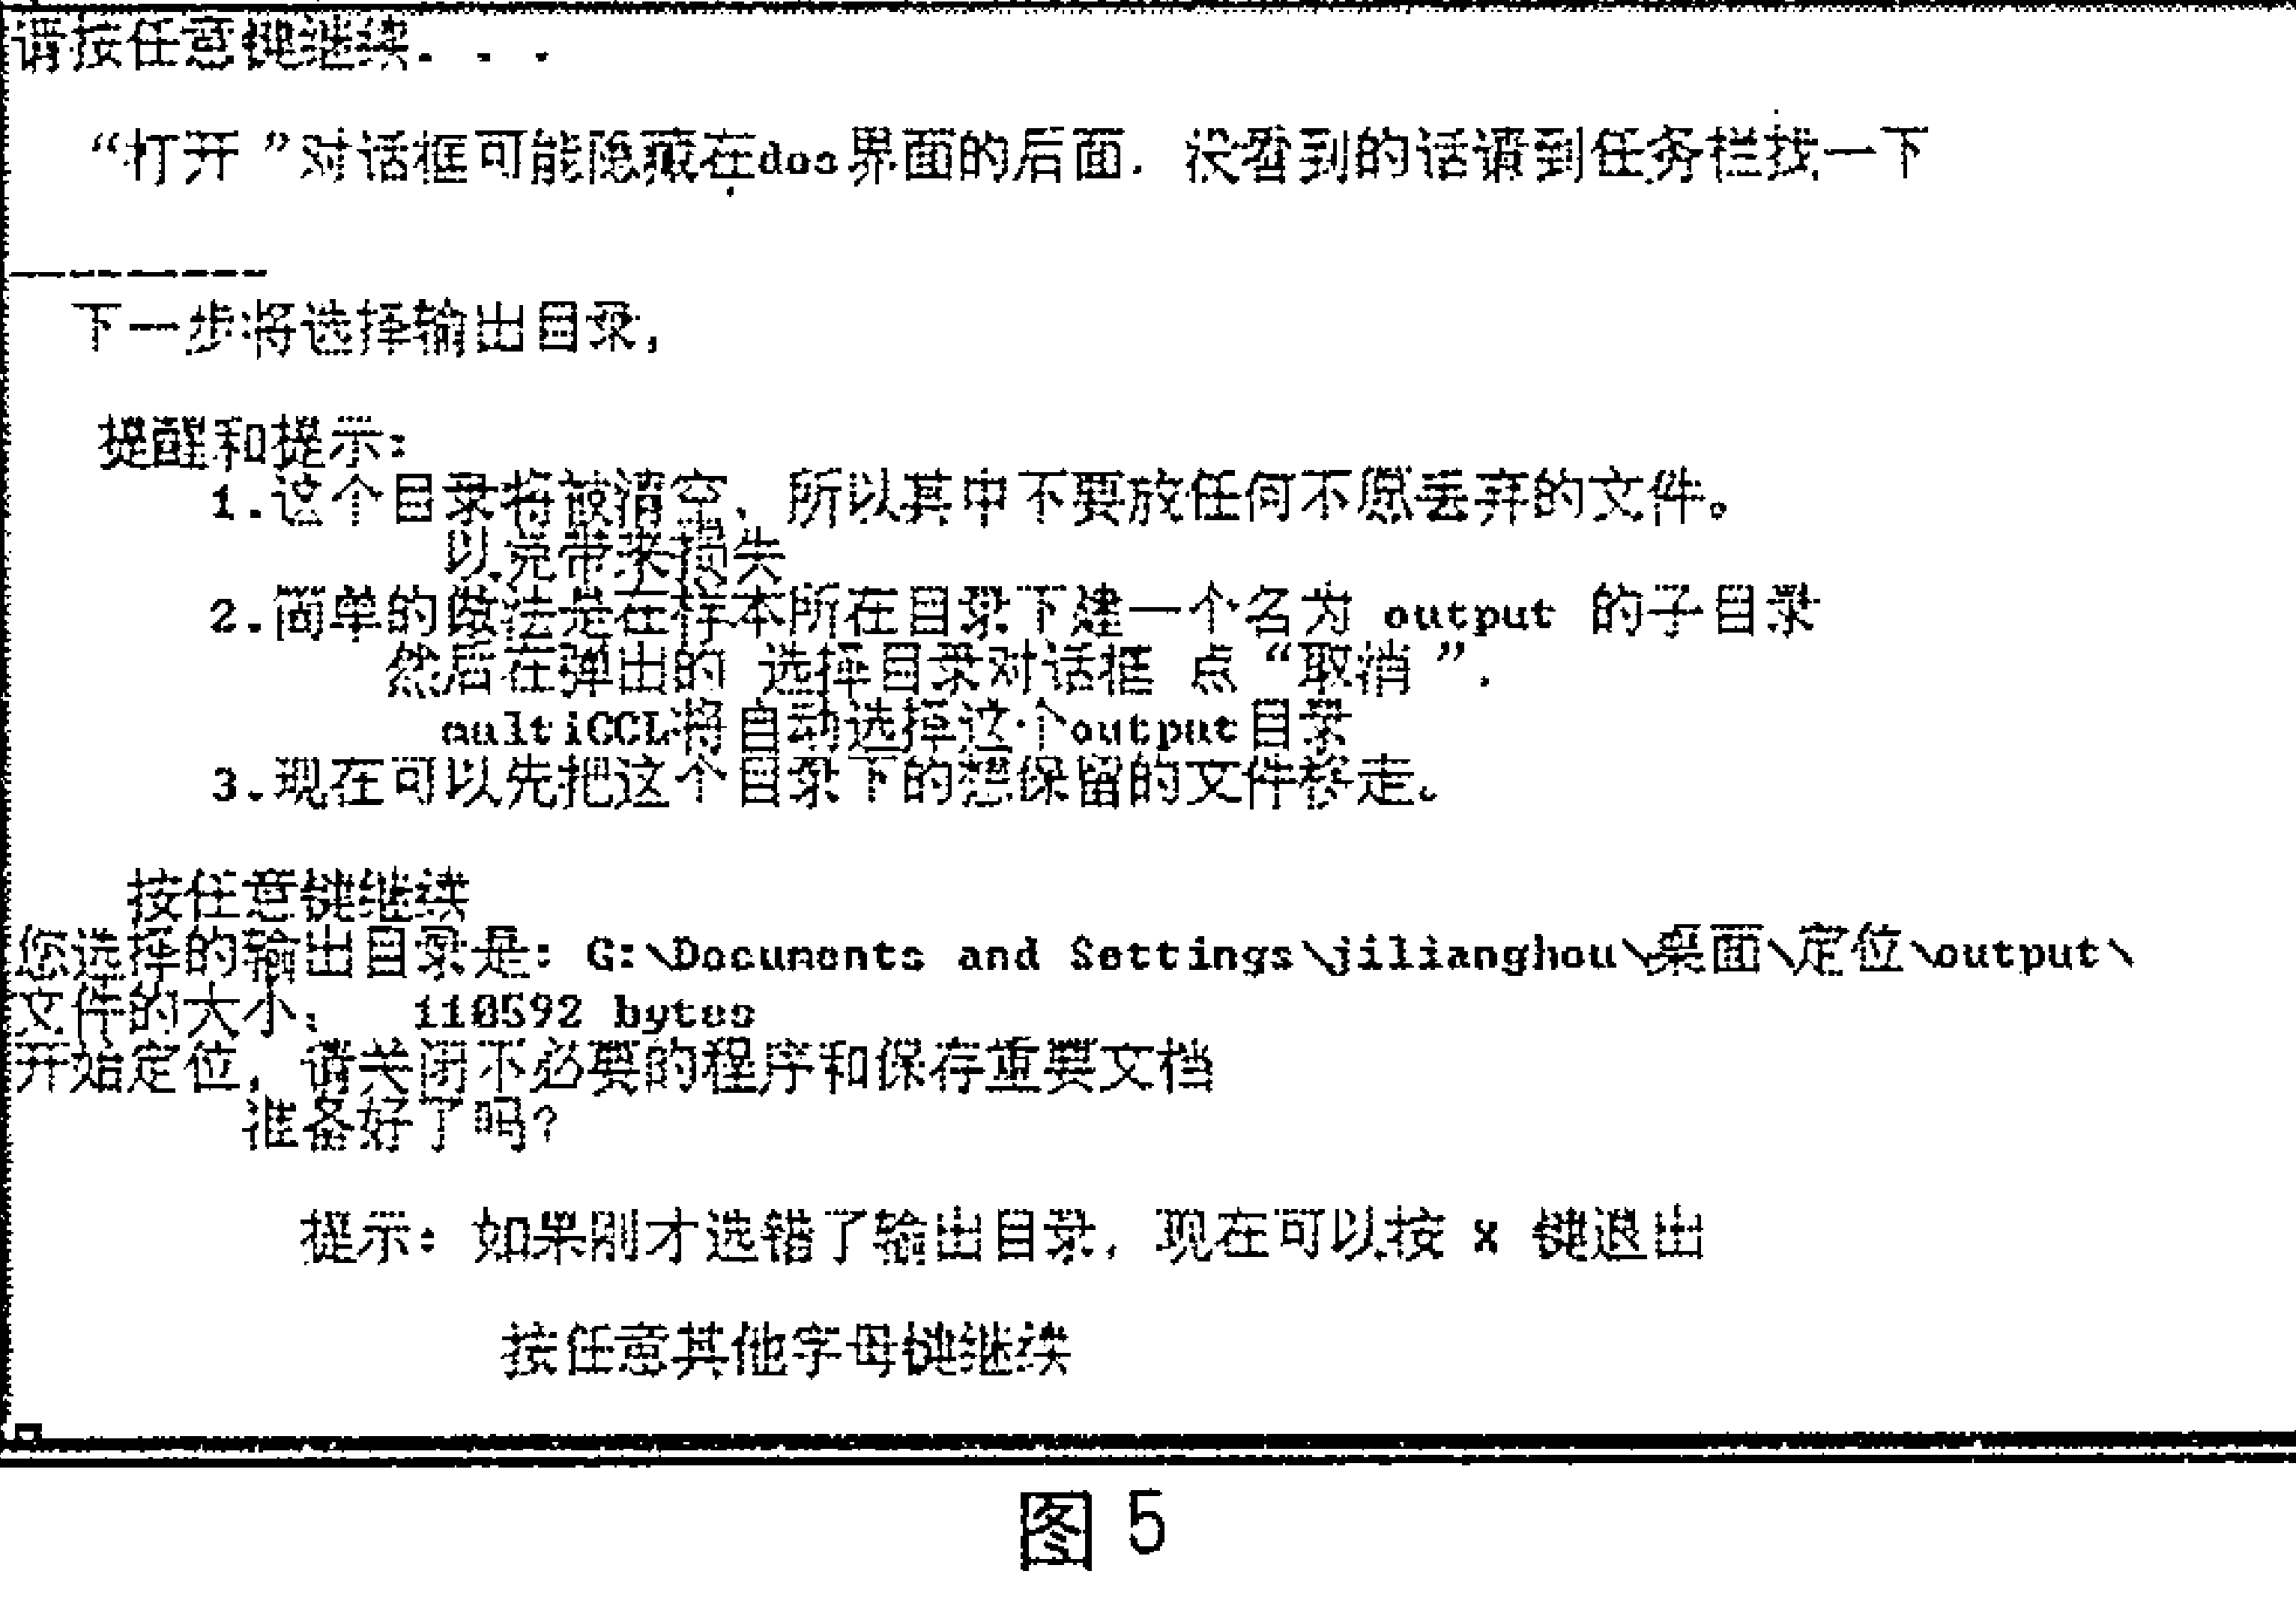 请按任意键继续. . .
“打开”对话框可能隐藏在dos界面的后面. 没看到的话请到任务栏找一下
---------
下一步将选择输出目录,
提醒和提示:
1.这个目录将被清空、所以其中不要放任何不愿丢弃的文件。
以免带来损失
2.简单的做法是在样本所在目录下建一个名为 output 的子目录
然后在弹出的 选择目录对话框 点“取消”.
multiCCL将自动选择这个output目录
3.现在可以先把这个目录下的想保留的文件移走。
按任意键继续
您选择的输出目录是: G:\Documents and Settings\jilianghou\桌面\定位\output\
文件的大小: 110592 bytes
开始定位, 请关闭不必要的程序和保存重要文档
准备好了吗?
提示: 如果刚才选错了输出目录, 现在可以按 x 键退出
按任意其他字母键继续
图 5